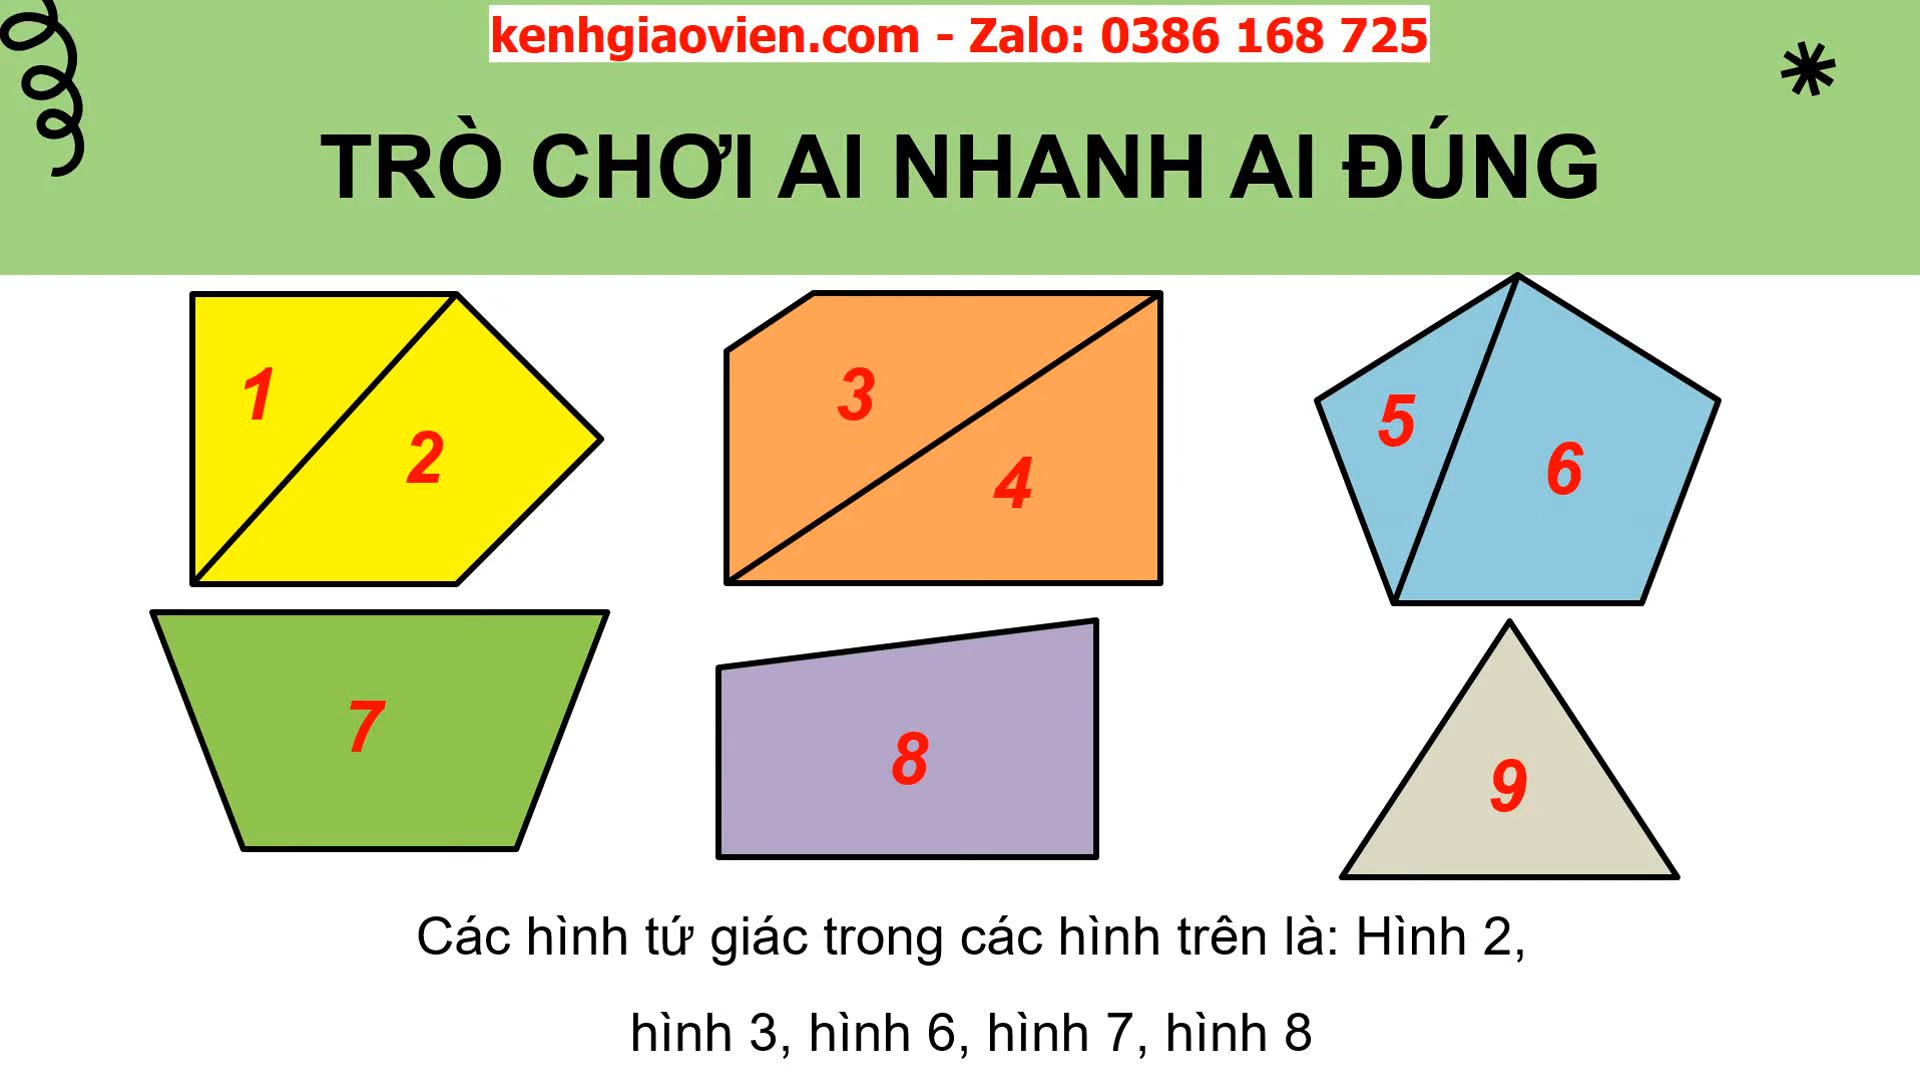 kenhgiaovien.com - Zalo: 0386 168 725
TRÒ CHƠI AI NHANH AI ĐÚNG
1
2
3
4
5
6
7
8
9
Các hình tứ giác trong các hình trên là: Hình 2,
hình 3, hình 6, hình 7, hình 8